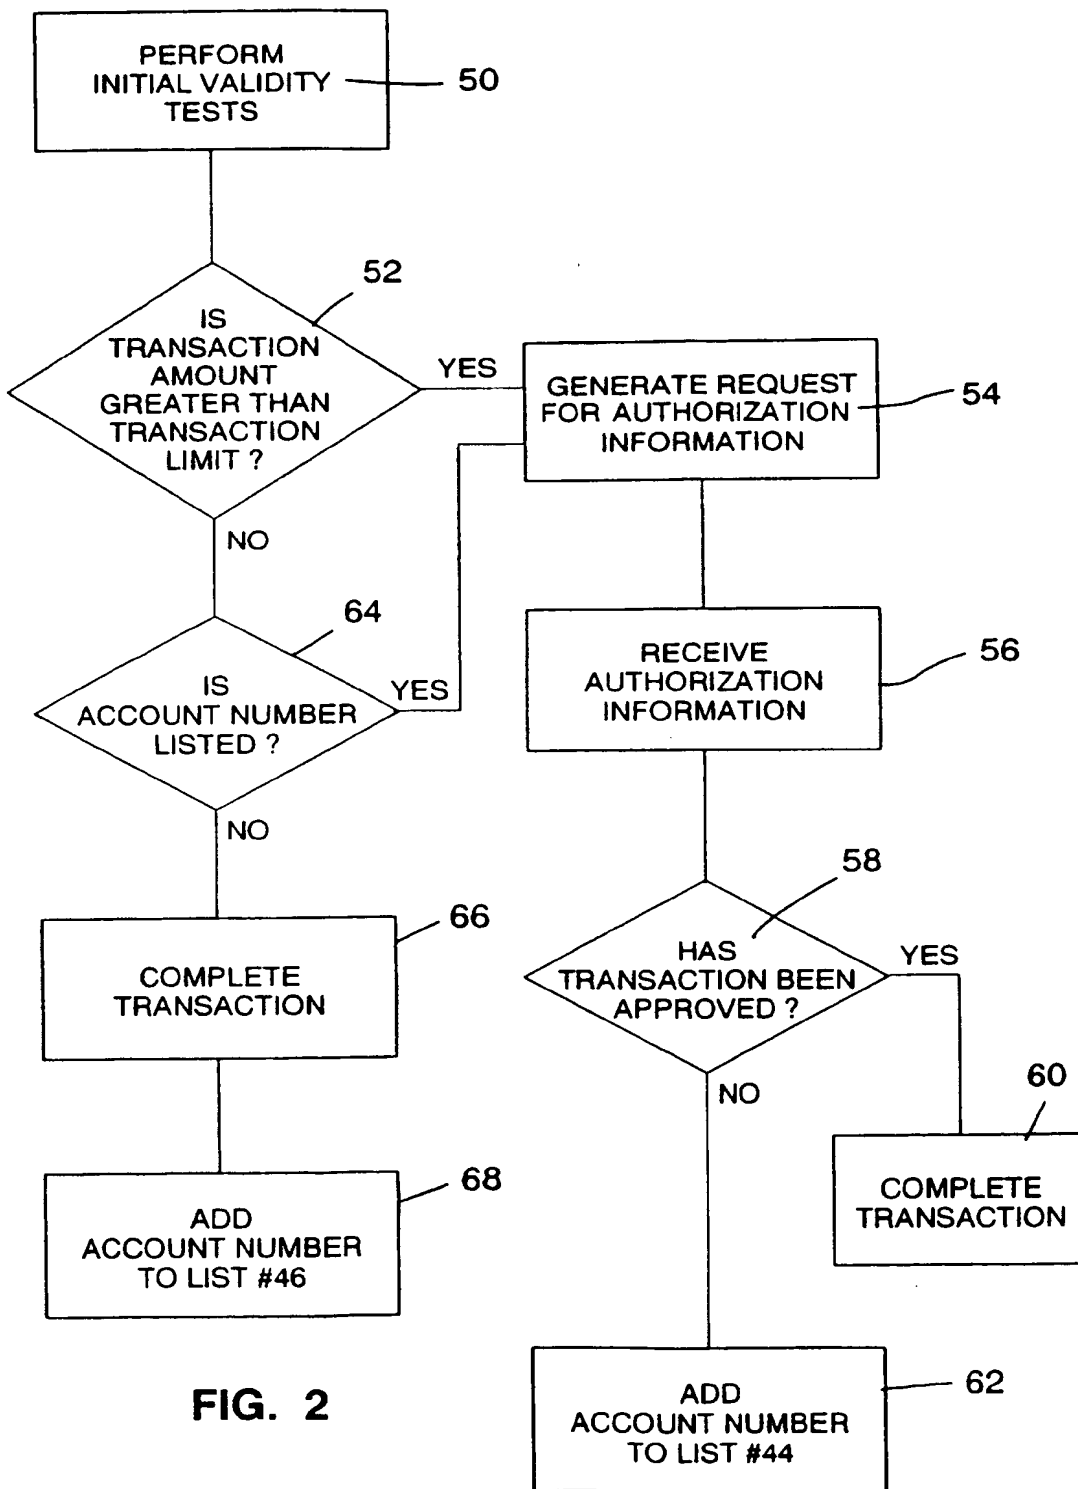 PERFORM
INITIAL VALIDITY
TESTS
50
52
IS
TRANSACTION
AMOUNT
GREATER THAN
TRANSACTION
LIMIT ?
YES
NO
GENERATE REQUEST
FOR AUTHORIZATION
INFORMATION
54
64
IS
ACCOUNT NUMBER
LISTED ?
YES
NO
RECEIVE
AUTHORIZATION
INFORMATION
56
58
HAS
TRANSACTION BEEN
APPROVED ?
YES
NO
66
COMPLETE
TRANSACTION
60
COMPLETE
TRANSACTION
68
ADD
ACCOUNT NUMBER
TO LIST #46
62
ADD
ACCOUNT NUMBER
TO LIST #44
FIG. 2